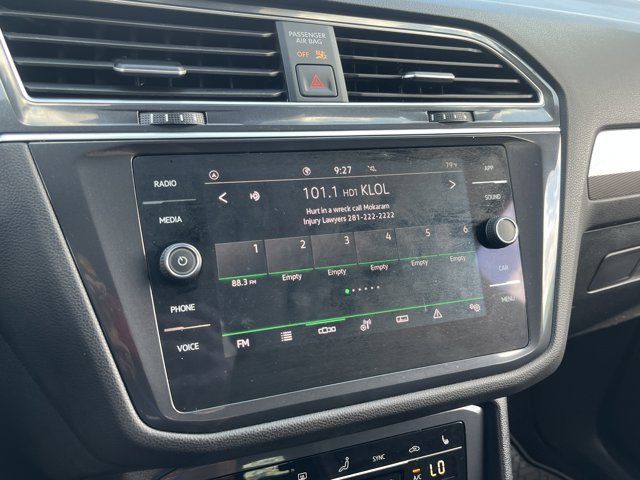 PASSENGER
AIR BAG
OFF
9:27
79°F
RADIO
APP
101.1 HD1 KLOL
SOUND
Hurt in a wreck call Mokaram
Injury Lawyers 281-222-2222
MEDIA
1 2 3 4 5 6
88.3 FM Empty Empty Empty Empty Empty
CAR
PHONE
MENU
VOICE
FM
SYNC
A/C LO